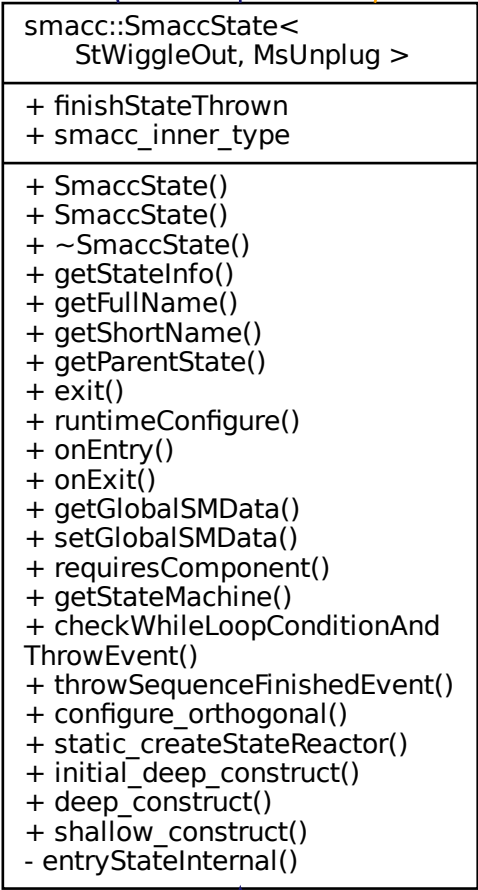 smacc::SmaccState<
StWiggleOut, MsUnplug >
+ finishStateThrown
+ smacc_inner_type
+ SmaccState()
+ SmaccState()
+ ~SmaccState()
+ getStateInfo()
+ getFullName()
+ getShortName()
+ getParentState()
+ exit()
+ runtimeConfigure()
+ onEntry()
+ onExit()
+ getGlobalSMData()
+ setGlobalSMData()
+ requiresComponent()
+ getStateMachine()
+ checkWhileLoopConditionAnd
ThrowEvent()
+ throwSequenceFinishedEvent()
+ configure_orthogonal()
+ static_createStateReactor()
+ initial_deep_construct()
+ deep_construct()
+ shallow_construct()
- entryStateInternal()